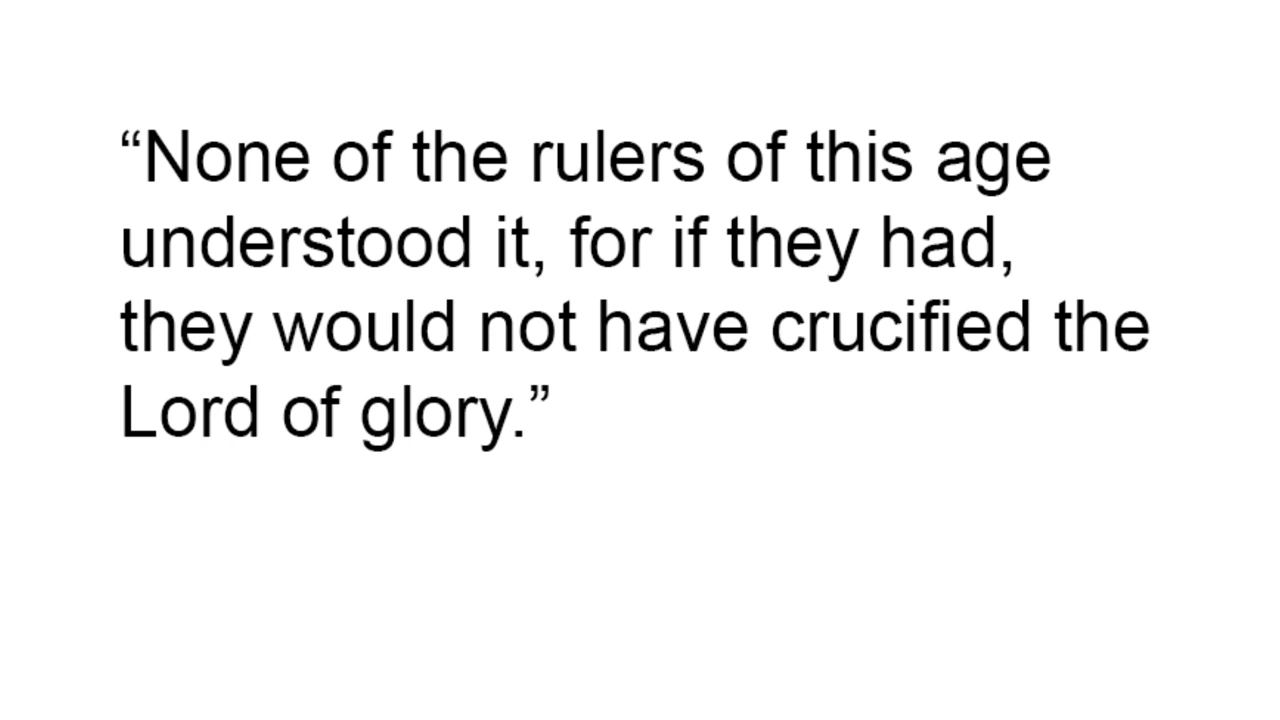 “None of the rulers of this age
understood it, for if they had,
they would not have crucified the
Lord of glory.”